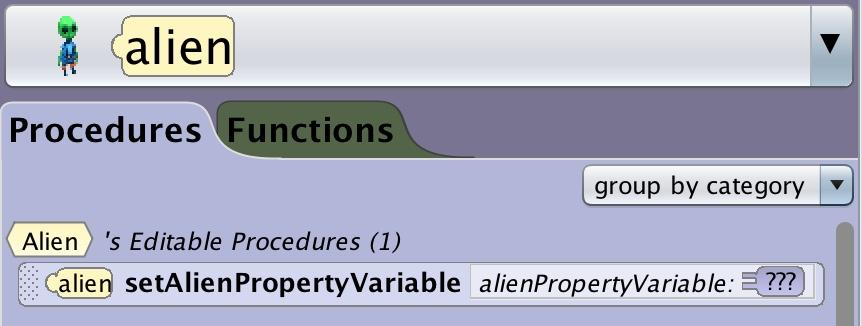 alien
Procedures Functions
group by category
Alien 's Editable Procedures (1)
alien setAlienPropertyVariable alienPropertyVariable: ???